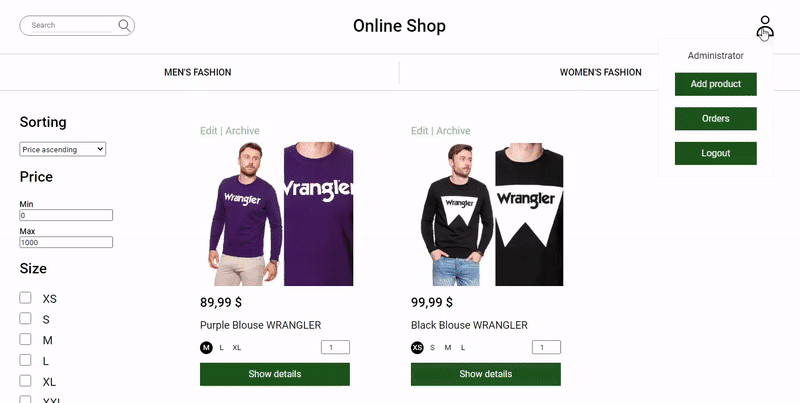 Search
Online Shop
Administrator
Add product
Orders
Logout
MEN'S FASHION
WOMEN'S FASHION
Sorting
Price ascending
Price
Min
0
Max
1000
Size
XS
S
M
L
XL
XXL
Edit | Archive
Wrangler
Wrangler
89,99 $
Purple Blouse WRANGLER
M L XL 1
Show details
Edit | Archive
Wrangler
Wrangler
99,99 $
Black Blouse WRANGLER
XS S M L 1
Show details